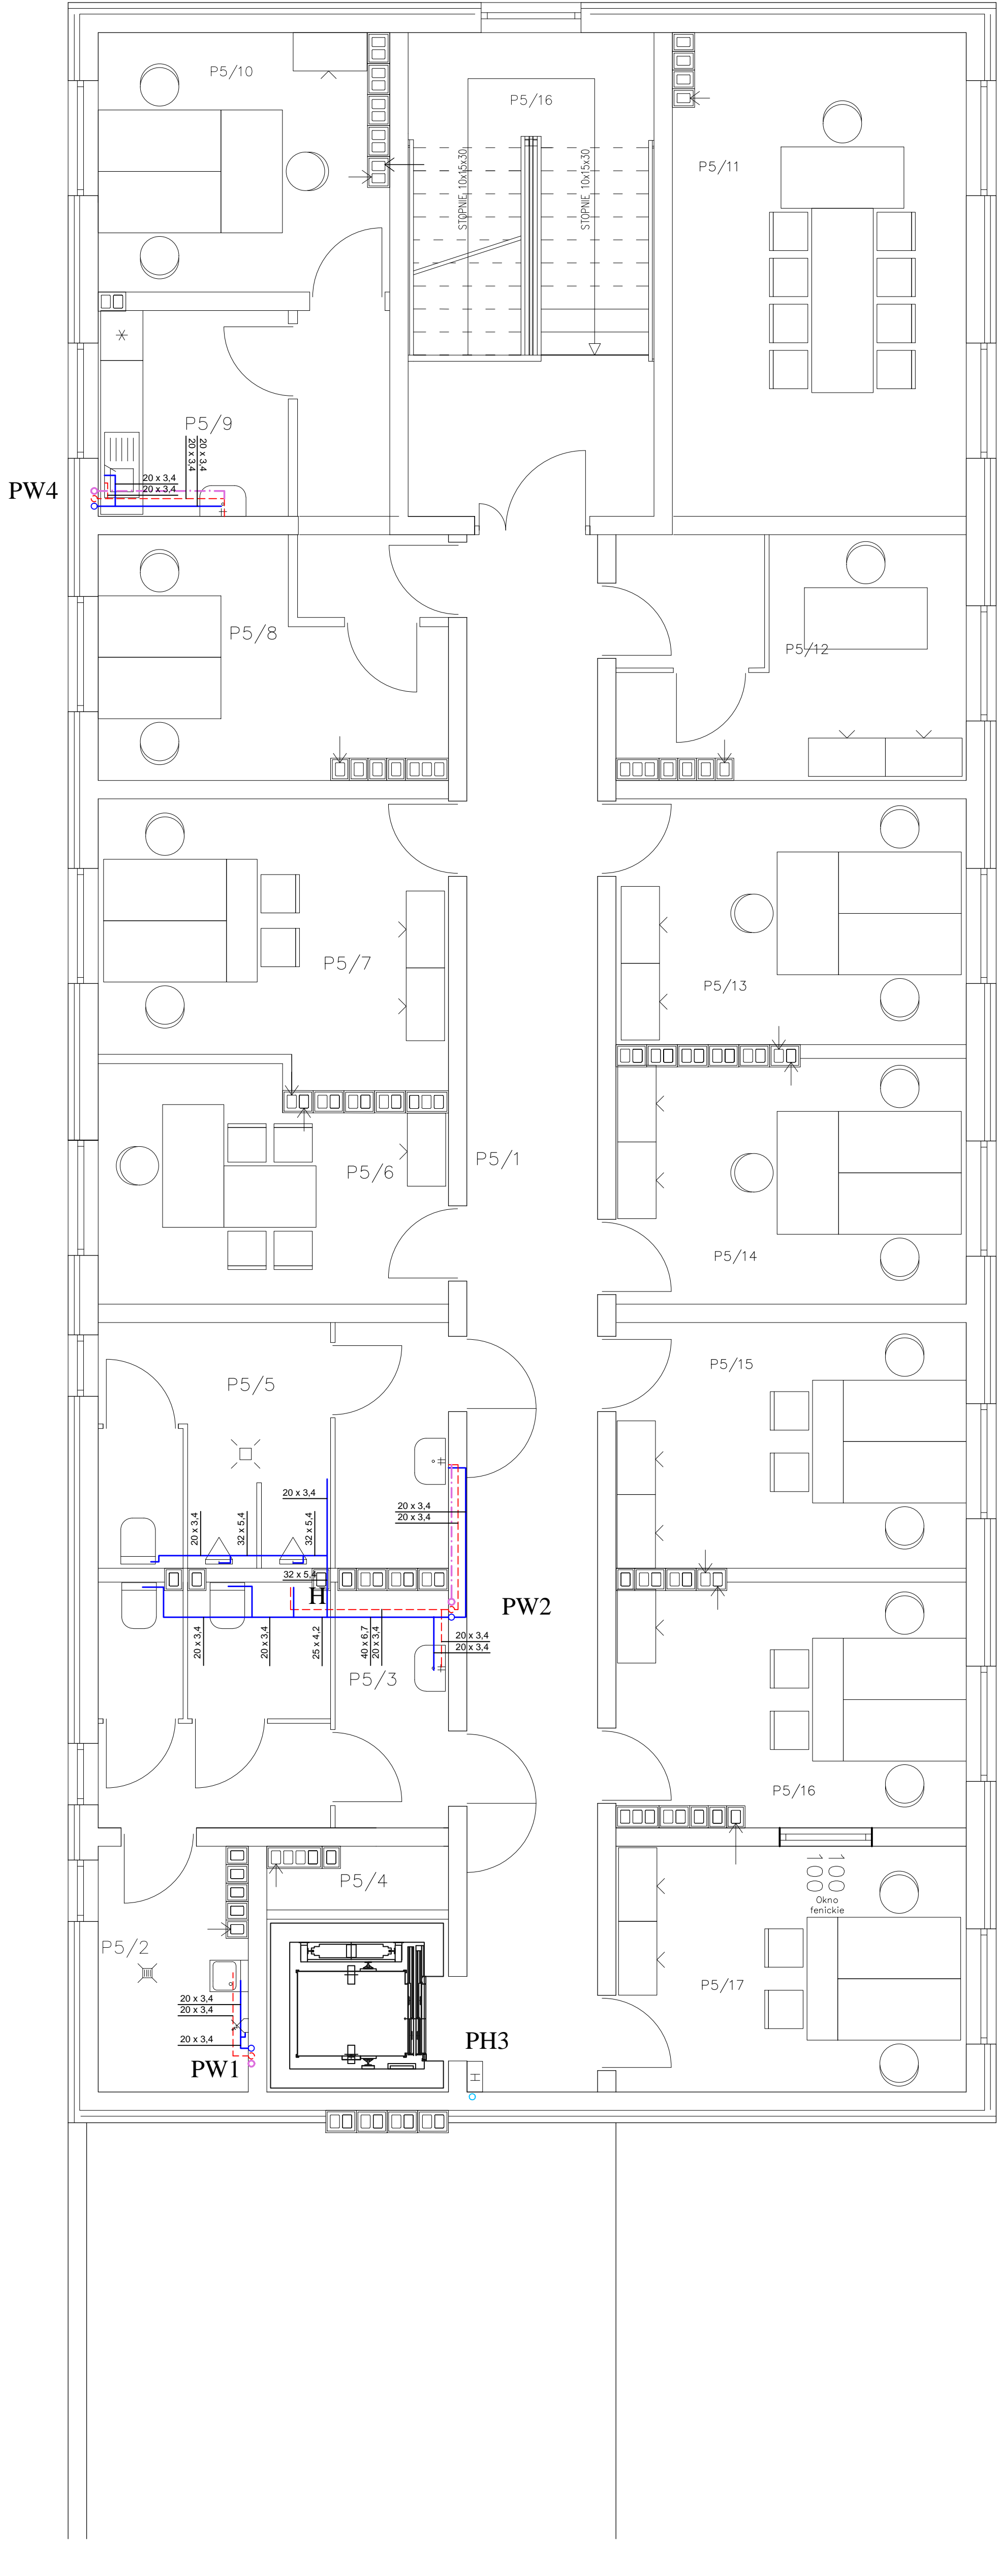 P5/10
P5/16
STOPNIE 10x15x30
STOPNIE 10x15x30
P5/11
P5/9
20 x 3,4
20 x 3,4
20 x 3,4
20 x 3,4
PW4
P5/8
P5/12
P5/7
P5/13
P5/6
P5/1
P5/14
P5/5
P5/15
20 x 3,4
20 x 3,4
20 x 3,4
20 x 3,4
32 x 5,4
32 x 5,4
32 x 5,4
H
PW2
20 x 3,4
20 x 3,4
25 x 4,2
40 x 6,7
20 x 3,4
20 x 3,4
20 x 3,4
P5/3
P5/16
P5/4
100
100
Okno
fenickie
P5/2
P5/17
20 x 3,4
20 x 3,4
20 x 3,4
PW1
PH3
H